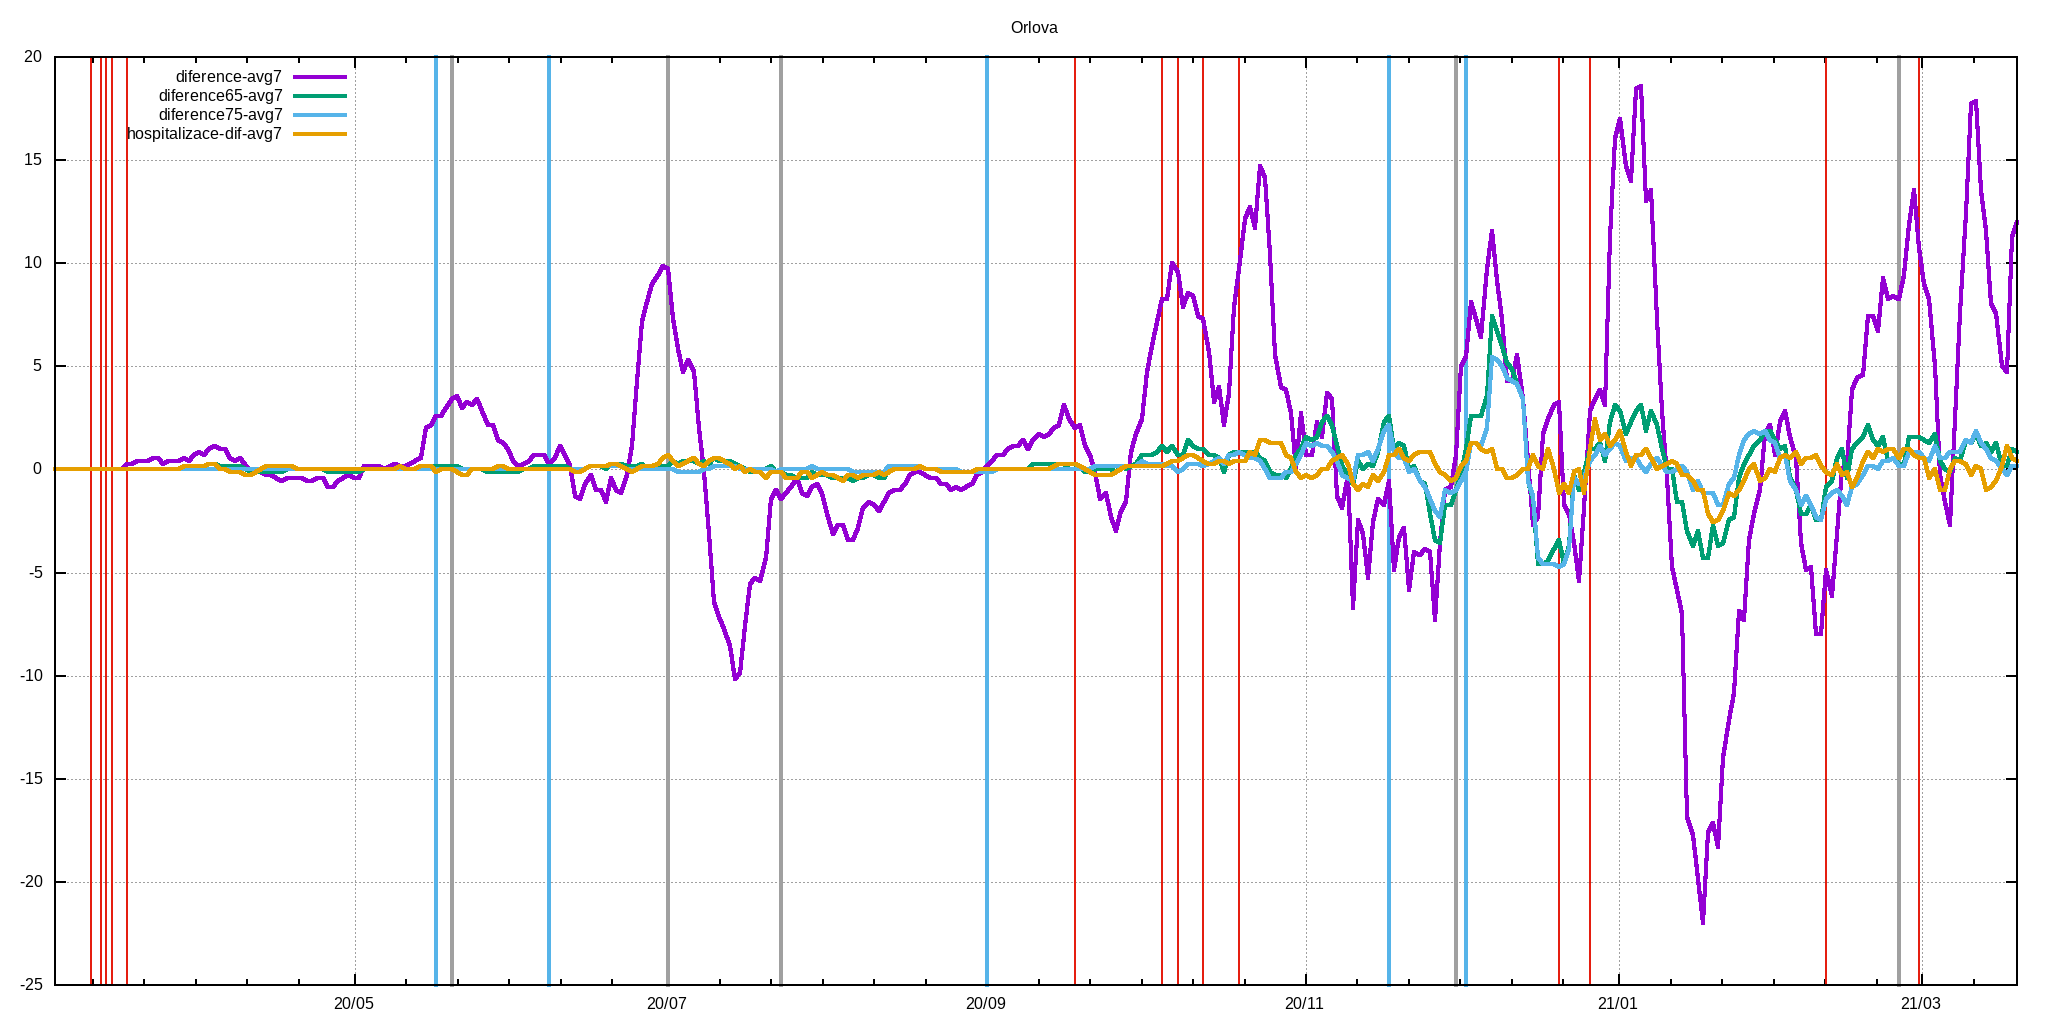 Orlova
diference-avg7
diference65-avg7
diference75-avg7
hospitalizace-dif-avg7
20
15
10
5
0
-5
-10
-15
-20
-25
20/05 20/07 20/09 20/11 21/01 21/03